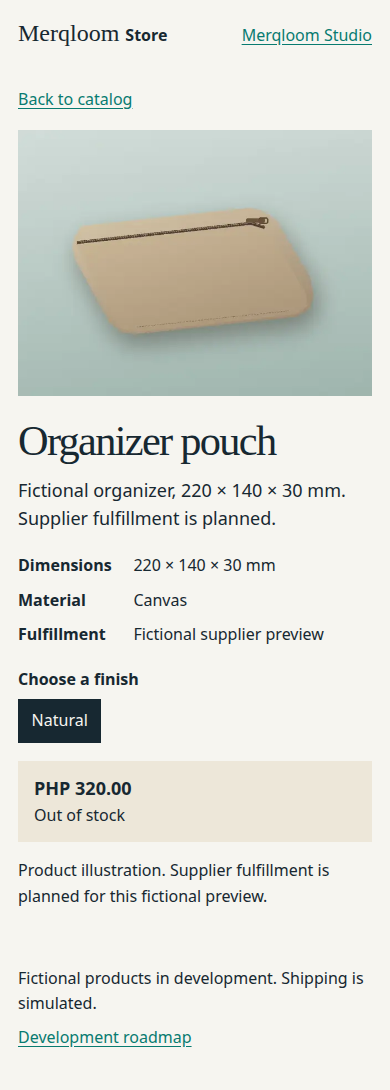 Merqloom Store
Merqloom Studio
Back to catalog
Organizer pouch
Fictional organizer, 220 × 140 × 30 mm.
Supplier fulfillment is planned.
Dimensions 220 × 140 × 30 mm
Material Canvas
Fulfillment Fictional supplier preview
Choose a finish
Natural
PHP 320.00
Out of stock
Product illustration. Supplier fulfillment is
planned for this fictional preview.
Fictional products in development. Shipping is
simulated.
Development roadmap